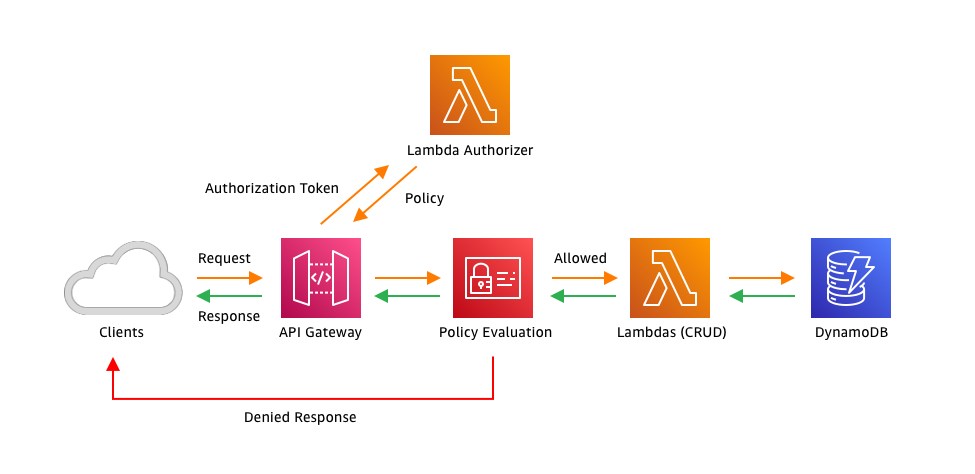 Lambda Authorizer
Authorization Token
Policy
Request
Allowed
Response
Clients
API Gateway
Policy Evaluation
Lambdas (CRUD)
DynamoDB
Denied Response